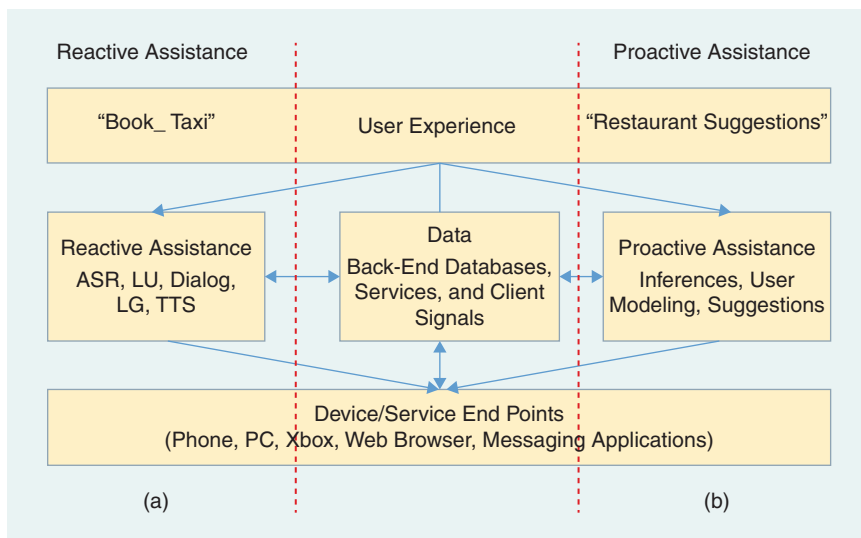 Reactive Assistance
Proactive Assistance
“Book_ Taxi”
User Experience
“Restaurant Suggestions”
Reactive Assistance
ASR, LU, Dialog,
LG, TTS
Data
Back-End Databases,
Services, and Client
Signals
Proactive Assistance
Inferences, User
Modeling, Suggestions
Device/Service End Points
(Phone, PC, Xbox, Web Browser, Messaging Applications)
(a)
(b)